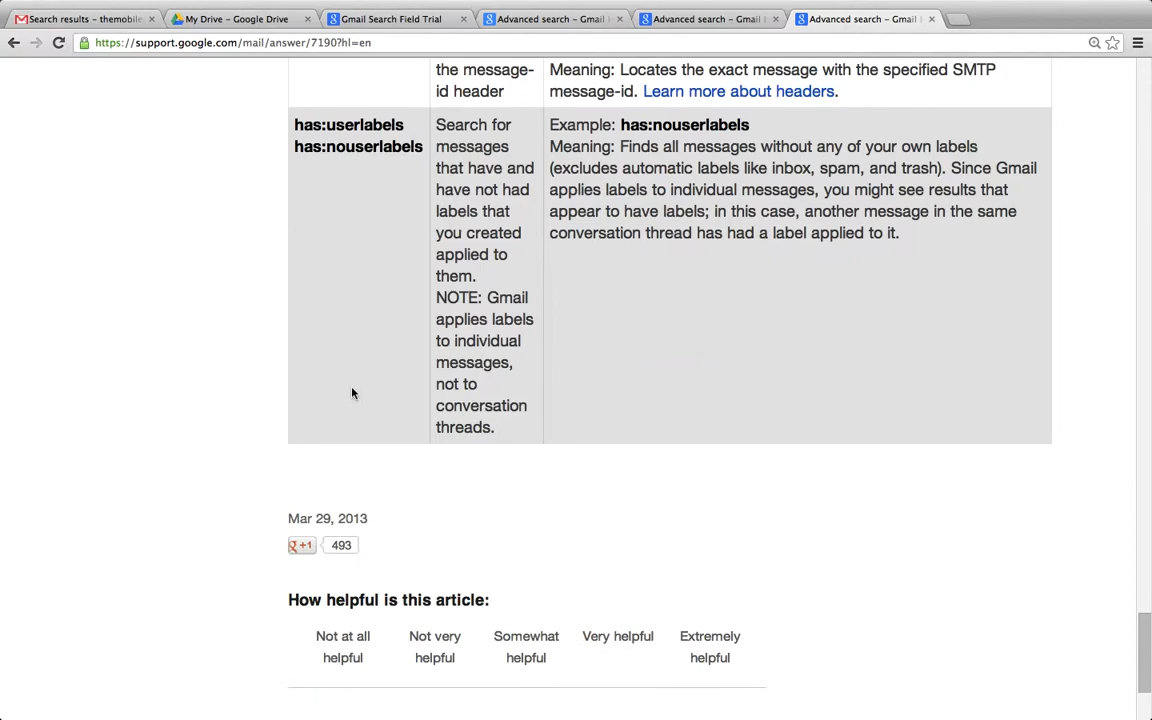 Search results - themobile
My Drive - Google Drive
Gmail Search Field Trial
Advanced search - Gmail
Advanced search - Gmail
Advanced search - Gmail
https://support.google.com/mail/answer/7190?hl=en
the message-
id header
Meaning: Locates the exact message with the specified SMTP
message-id. Learn more about headers.
has:userlabels
has:nouserlabels
Search for
messages
that have and
have not had
labels that
you created
applied to
them.
NOTE: Gmail
applies labels
to individual
messages,
not to
conversation
threads.
Example: has:nouserlabels
Meaning: Finds all messages without any of your own labels
(excludes automatic labels like inbox, spam, and trash). Since Gmail
applies labels to individual messages, you might see results that
appear to have labels; in this case, another message in the same
conversation thread has had a label applied to it.
Mar 29, 2013
+1
493
How helpful is this article:
Not at all
helpful
Not very
helpful
Somewhat
helpful
Very helpful
Extremely
helpful